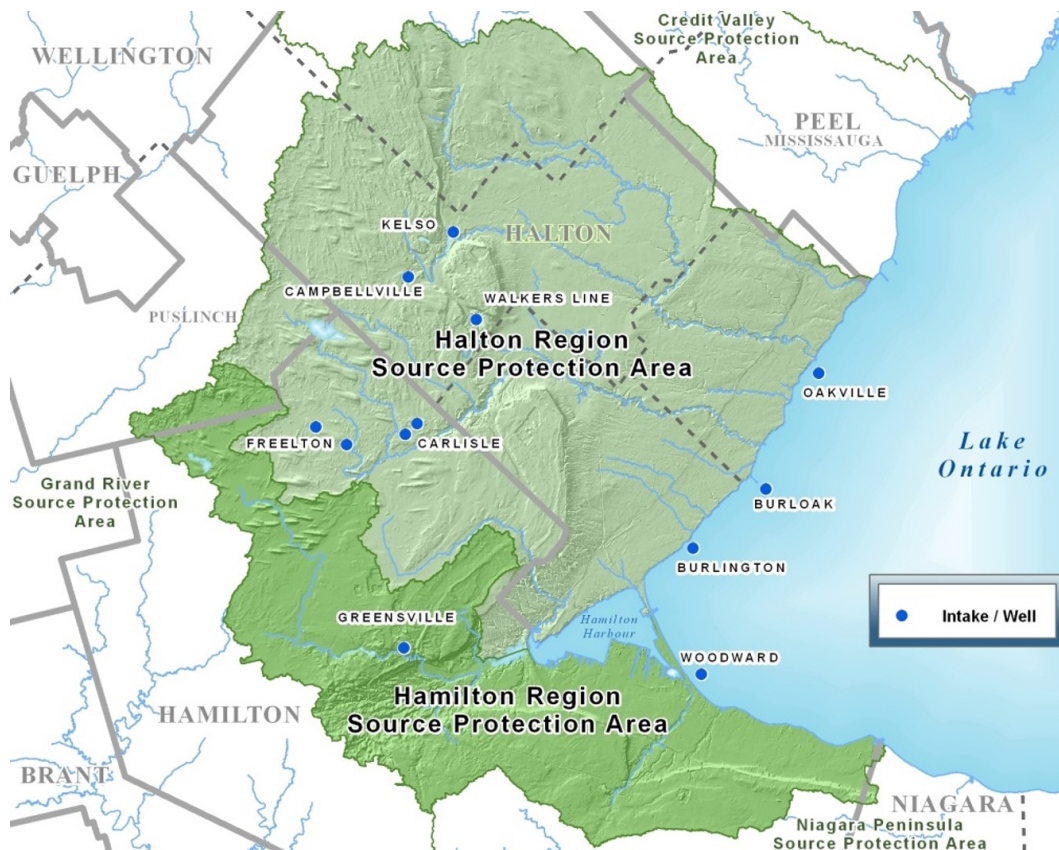 Credit Valley
Source Protection
Area
WELLINGTON
PEEL
MISSISSAUGA
GUELPH
KELSO
HALTON
CAMPBELLVILLE
WALKERS LINE
PUSLINCH
Halton Region
Source Protection Area
OAKVILLE
FREELTON
CARLISLE
Lake
Ontario
Grand River
Source Protection
Area
BURLOAK
BURLINGTON
Intake / Well
GREENSVILLE
Hamilton
Harbour
WOODWARD
Hamilton Region
Source Protection Area
HAMILTON
BRANT
NIAGARA
Niagara Peninsula
Source Protection Area